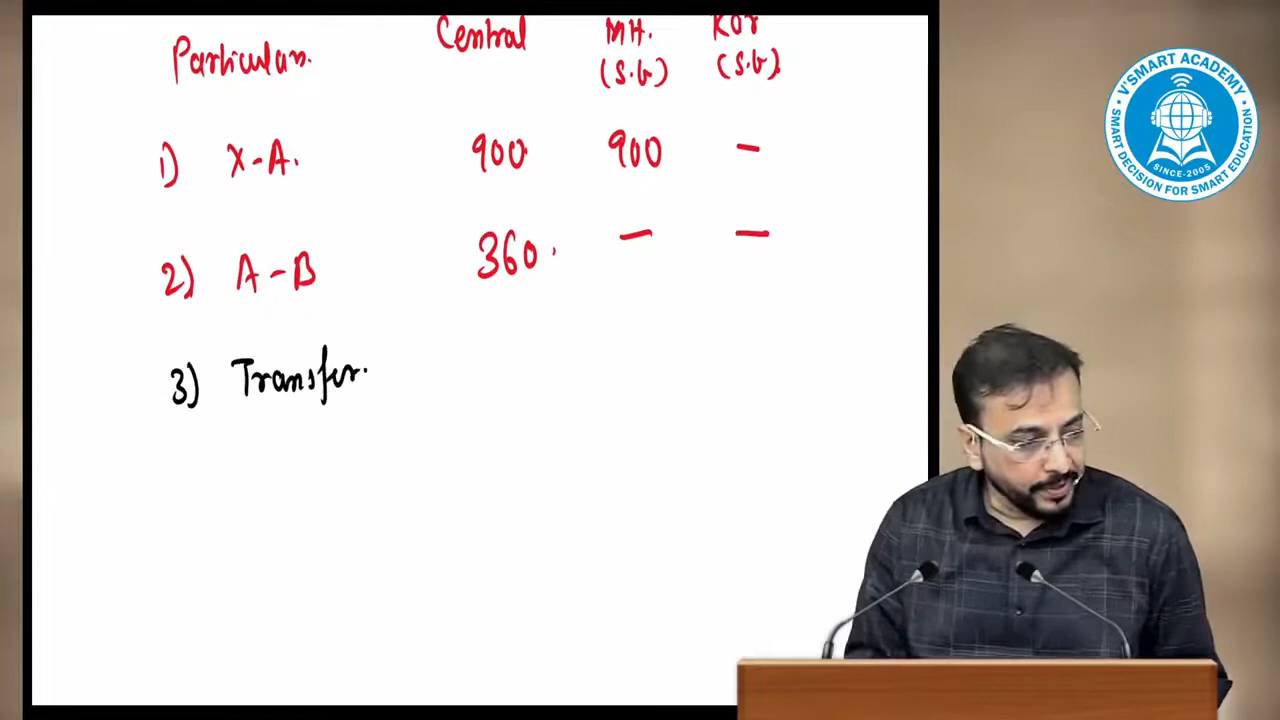 Particulars. Central MH. Kar
(S.G) (S.G)
1) X-A. 900 900 -
2) A-B 360 - -
3) Transfer.
V'SMART ACADEMY
SINCE-2005
SMART DECISION FOR SMART EDUCATION